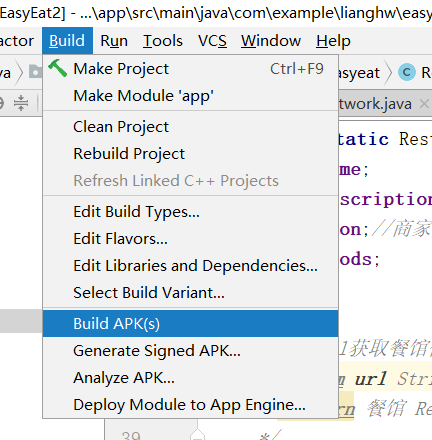 EasyEat2] - ...\app\src\main\java\com\example\lianghw\easy
actor Build Run Tools VCS Window Help
Make Project Ctrl+F9
Make Module 'app'
Clean Project
Rebuild Project
Refresh Linked C++ Projects
Edit Build Types...
Edit Flavors...
Edit Libraries and Dependencies...
Select Build Variant...
Build APK(s)
Generate Signed APK...
Analyze APK...
Deploy Module to App Engine...
va
asyeat
C R
twork.java
static Rest
me;
scription
on;//商家
ods;
l获取餐馆
url Stri
rn 餐馆 Re
39 */